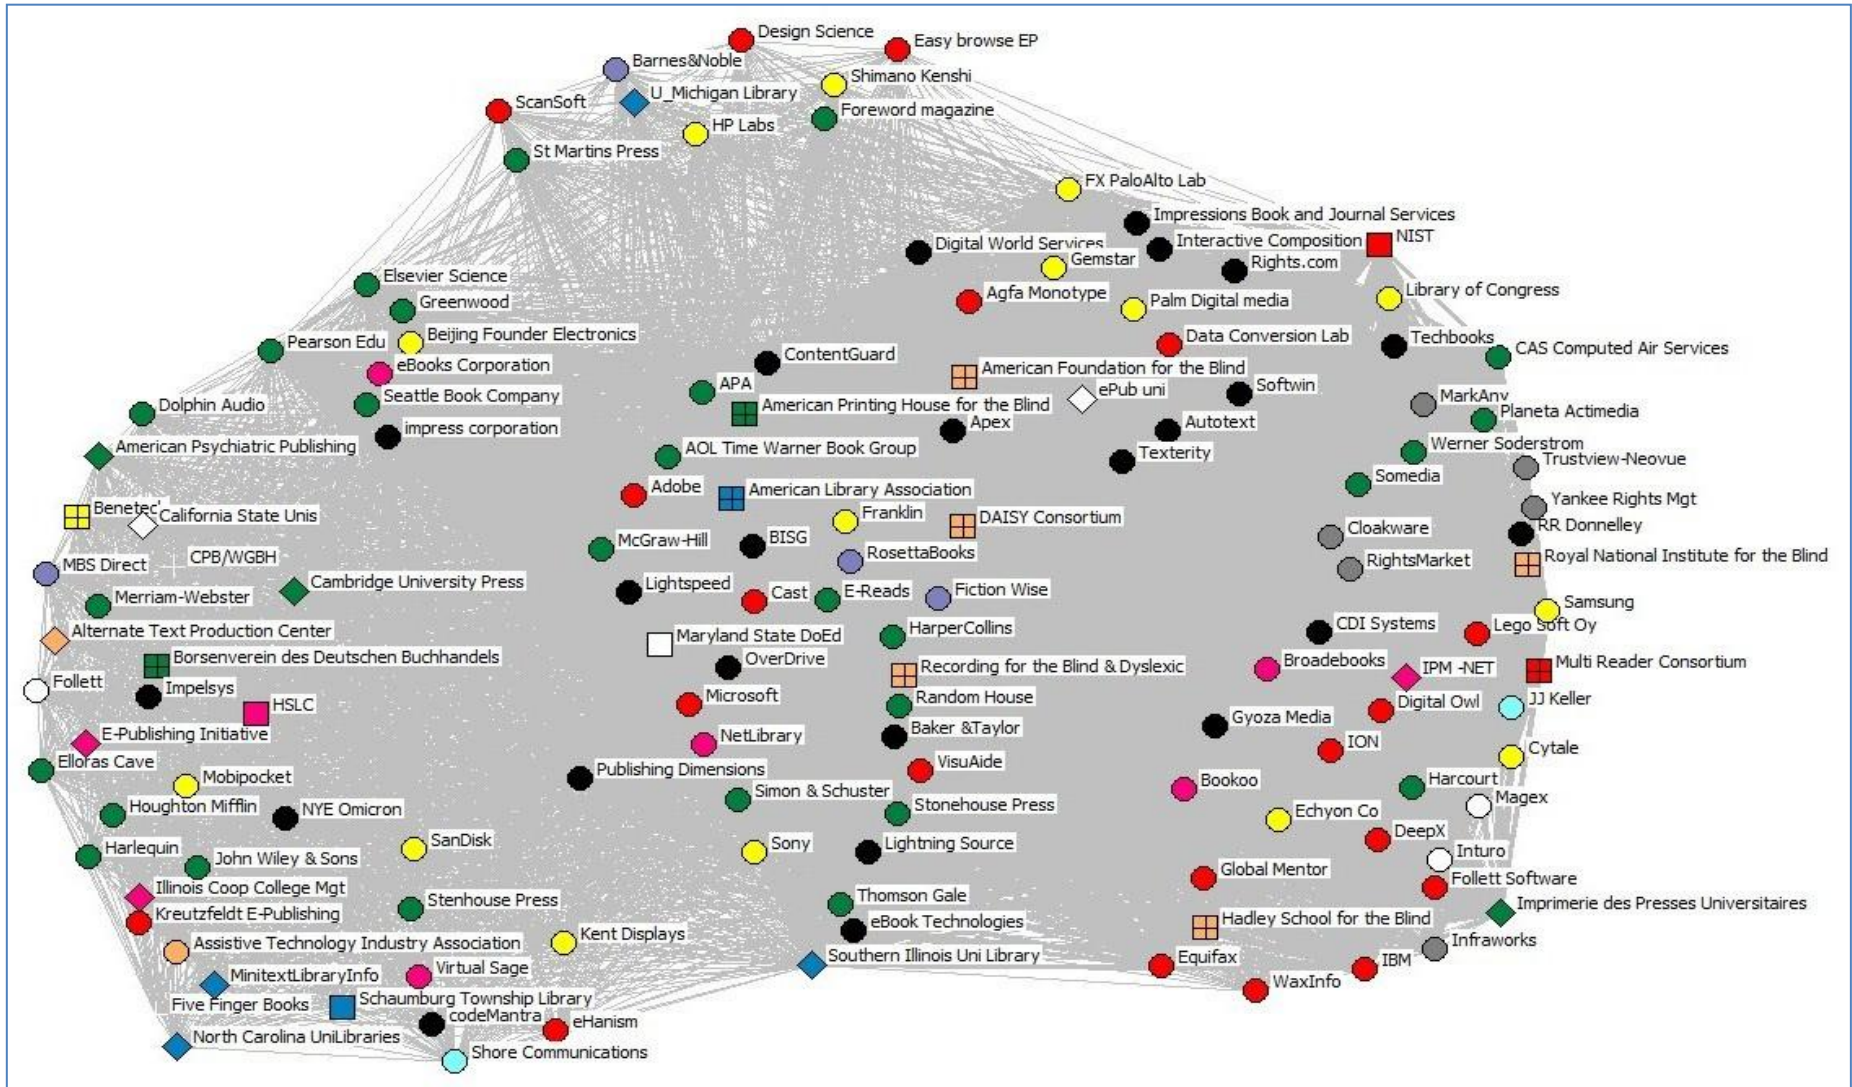 Design Science
Easy browse EP
Barnes&Noble
Shimano Kenshi
U_Michigan Library
ScanSoft
Foreword magazine
HP Labs
St Martins Press
FX PaloAlto Lab
Impressions Book and Journal Services
Digital World Services
Interactive Composition
NIST
Gemstar
Rights.com
Elsevier Science
Library of Congress
Agfa Monotype
Greenwood
Palm Digital media
Beijing Founder Electronics
Data Conversion Lab
Techbooks
Pearson Edu
CAS Computed Air Services
ContentGuard
eBooks Corporation
American Foundation for the Blind
APA
ePub uni
Softwin
Seattle Book Company
MarkAny
Dolphin Audio
American Printing House for the Blind
Planeta Actimedia
impress corporation
Apex
Autotext
American Psychiatric Publishing
AOL Time Warner Book Group
Werner Soderstrom
Texterity
Trustview-Neovue
Adobe
American Library Association
Somedia
Yankee Rights Mgt
Benetec
California State Unis
Franklin
DAISY Consortium
Cloakware
RR Donnelley
McGraw-Hill
BISG
CPB/WGBH
RosettaBooks
Royal National Institute for the Blind
MBS Direct
RightsMarket
Cambridge University Press
Merriam-Webster
Lightspeed
Cast
E-Reads
Fiction Wise
Samsung
Alternate Text Production Center
Maryland State DoEd
HarperCollins
CDI Systems
Lego Soft Oy
Borsenverein des Deutschen Buchhandels
OverDrive
Recording for the Blind & Dyslexic
Broadebooks
IPM -NET
Multi Reader Consortium
Follett
Impelsys
HSLC
Microsoft
Random House
Digital Owl
JJ Keller
E-Publishing Initiative
NetLibrary
Baker &Taylor
Gyoza Media
ION
Elloras Cave
Mobipocket
Publishing Dimensions
VisuAide
Cytale
Simon & Schuster
Bookoo
Harcourt
Houghton Mifflin
NYE Omicron
Stonehouse Press
Echyon Co
Magex
SanDisk
Sony
Lightning Source
DeepX
Harlequin
John Wiley & Sons
Inturo
Global Mentor
Follett Software
Illinois Coop College Mgt
Stenhouse Press
Thomson Gale
Imprimerie des Presses Universitaires
Kreutzfeldt E-Publishing
Kent Displays
eBook Technologies
Hadley School for the Blind
Assistive Technology Industry Association
Infraworks
Southern Illinois Uni Library
Equifax
IBM
MinitextLibraryInfo
Virtual Sage
WaxInfo
Five Finger Books
Schaumburg Township Library
codeMantra
eHanism
North Carolina UniLibraries
Shore Communications